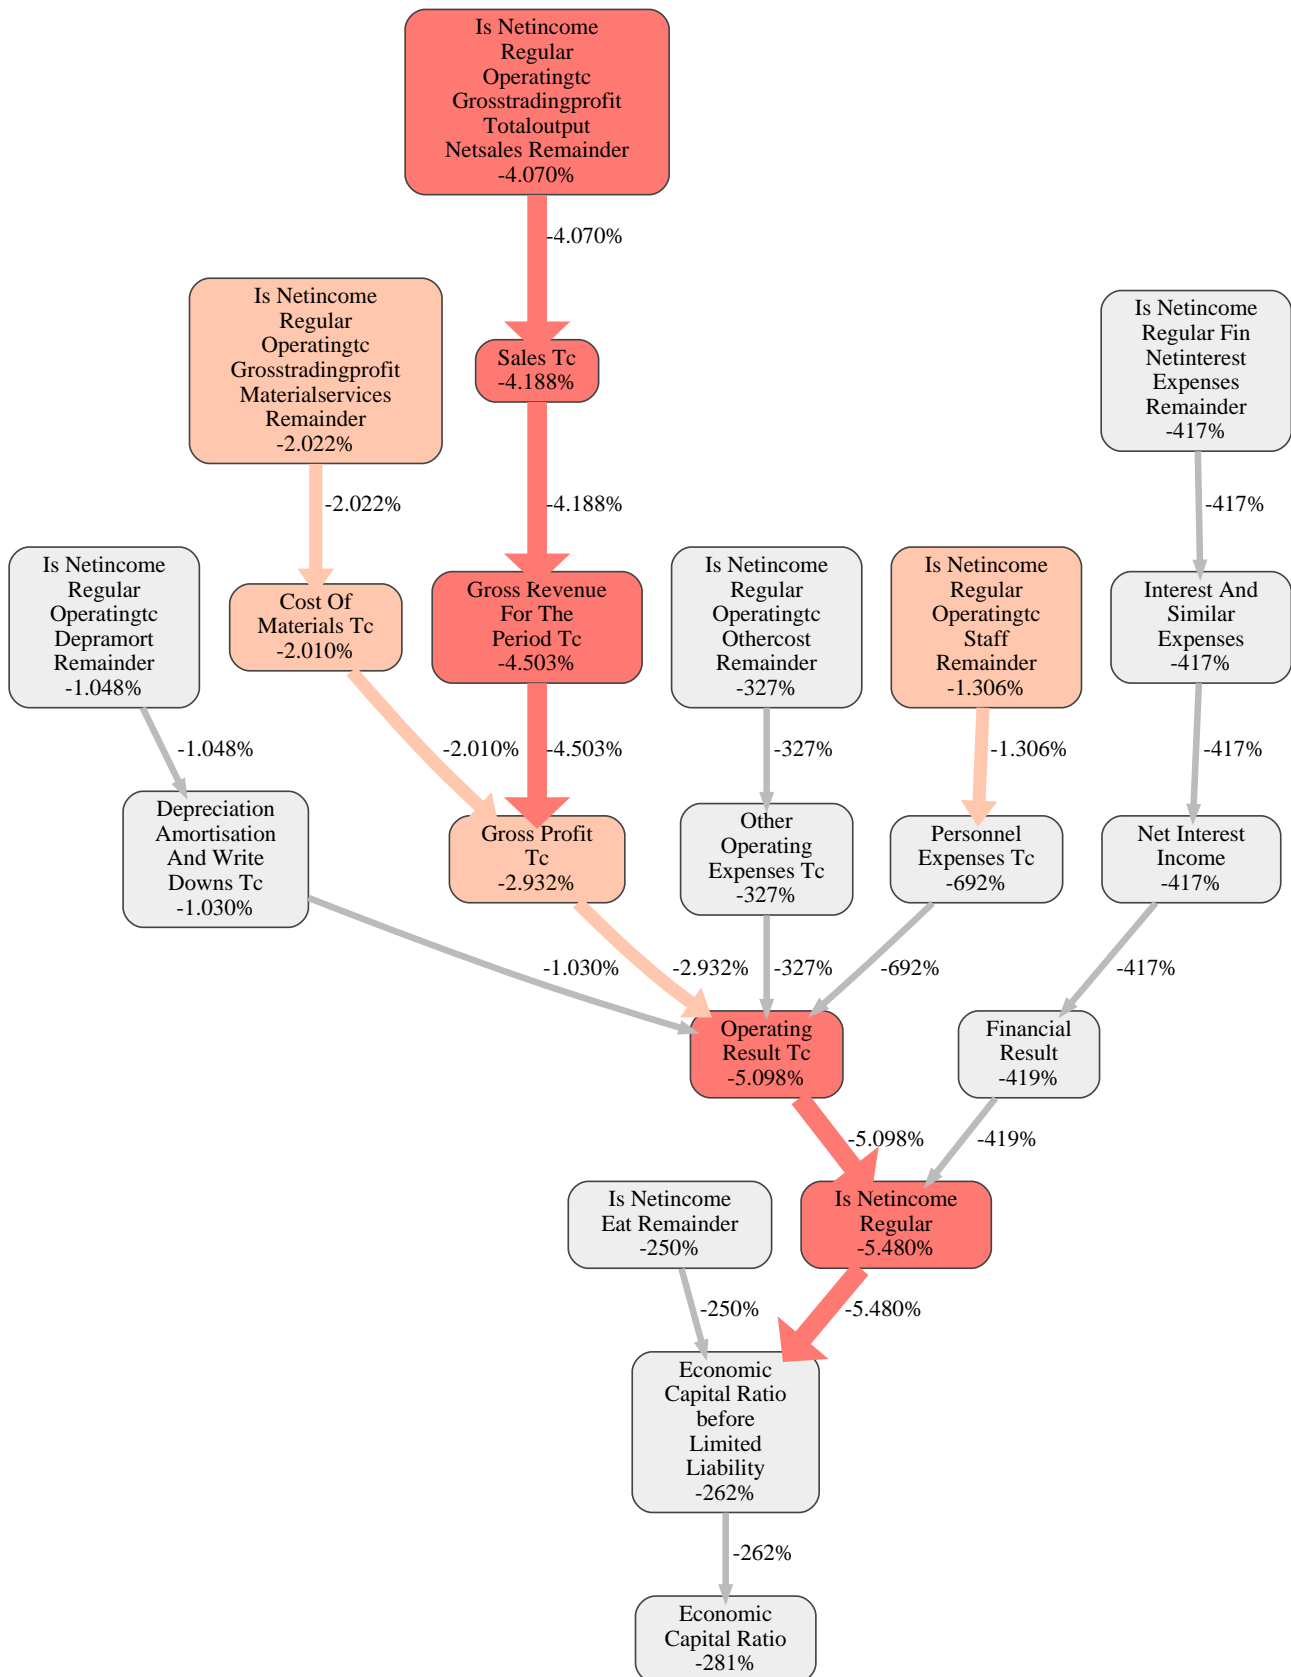 Is Netincome
Regular
Operatingtc
Grosstradingprofit
Totaloutput
Netsales Remainder
-4.070%
-4.070%
Is Netincome
Regular
Operatingtc
Grosstradingprofit
Materialservices
Remainder
-2.022%
Sales Tc
-4.188%
Is Netincome
Regular Fin
Netinterest
Expenses
Remainder
-417%
-2.022%
-4.188%
-417%
Is Netincome
Regular
Operatingtc
Depramort
Remainder
-1.048%
Cost Of
Materials Tc
-2.010%
Gross Revenue
For The
Period Tc
-4.503%
Is Netincome
Regular
Operatingtc
Othercost
Remainder
-327%
Is Netincome
Regular
Operatingtc
Staff
Remainder
-1.306%
Interest And
Similar
Expenses
-417%
-1.048%
-2.010%
-4.503%
-327%
-1.306%
-417%
Depreciation
Amortisation
And Write
Downs Tc
-1.030%
Gross Profit
Tc
-2.932%
Other
Operating
Expenses Tc
-327%
Personnel
Expenses Tc
-692%
Net Interest
Income
-417%
-1.030%
-2.932%
-327%
-692%
-417%
Operating
Result Tc
-5.098%
Financial
Result
-419%
-5.098%
-419%
Is Netincome
Eat Remainder
-250%
Is Netincome
Regular
-5.480%
-250%
-5.480%
Economic
Capital Ratio
before
Limited
Liability
-262%
-262%
Economic
Capital Ratio
-281%